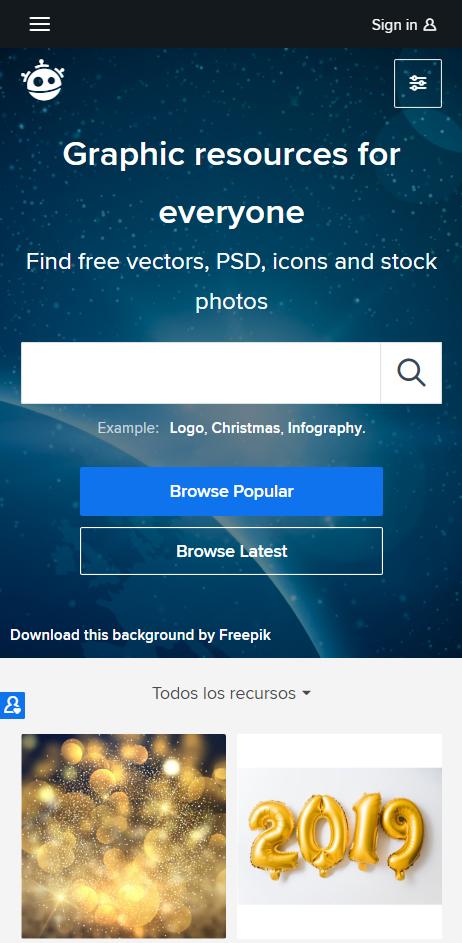 Sign in
Graphic resources for
everyone
Find free vectors, PSD, icons and stock
photos
Example: Logo, Christmas, Infography.
Browse Popular
Browse Latest
Download this background by Freepik
Todos los recursos
2019